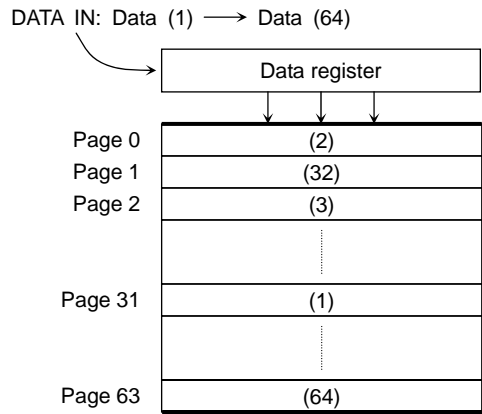 DATA IN: Data (1) → Data (64)
Data register
Page 0 (2)
Page 1 (32)
Page 2 (3)
Page 31 (1)
Page 63 (64)